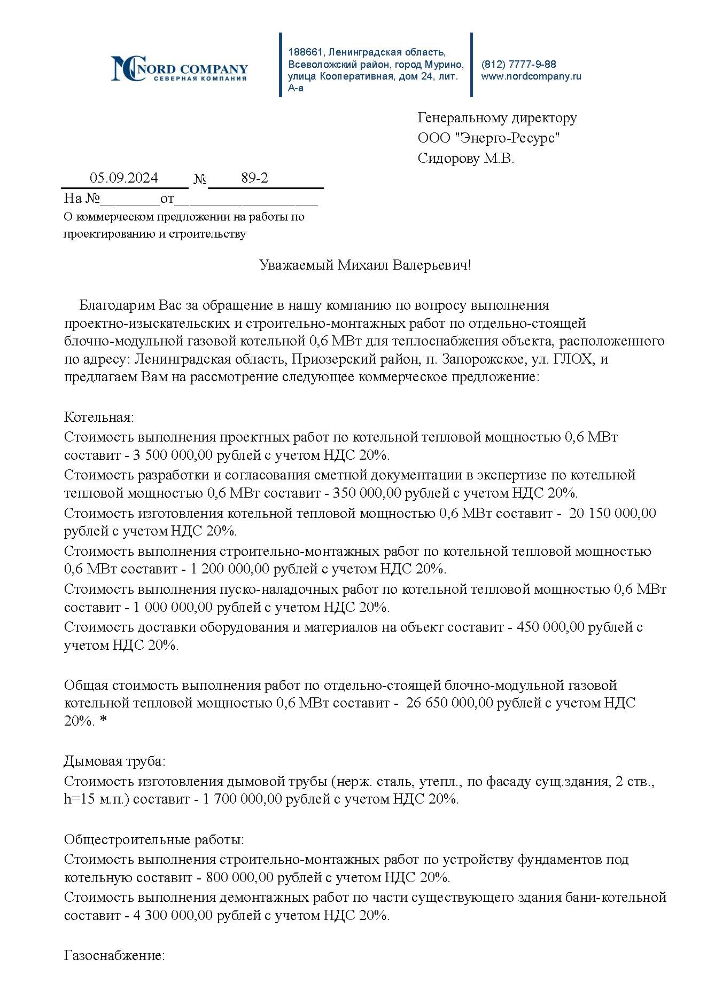 NC NORD COMPANY
СЕВЕРНАЯ КОМПАНИЯ
188661, Ленинградская область,
Всеволожский район, город Мурино,
улица Кооперативная, дом 24, лит.
А-а
(812) 7777-9-88
www.nordcompany.ru
Генеральному директору
ООО "Энерго-Ресурс"
Сидорову М.В.
05.09.2024 № 89-2
На №________от___________________
О коммерческом предложении на работы по
проектированию и строительству
Уважаемый Михаил Валерьевич!
Благодарим Вас за обращение в нашу компанию по вопросу выполнения
проектно-изыскательских и строительно-монтажных работ по отдельно-стоящей
блочно-модульной газовой котельной 0,6 МВт для теплоснабжения объекта, расположенного
по адресу: Ленинградская область, Приозерский район, п. Запорожское, ул. ГЛОХ, и
предлагаем Вам на рассмотрение следующее коммерческое предложение:
Котельная:
Стоимость выполнения проектных работ по котельной тепловой мощностью 0,6 МВт
составит - 3 500 000,00 рублей с учетом НДС 20%.
Стоимость разработки и согласования сметной документации в экспертизе по котельной
тепловой мощностью 0,6 МВт составит - 350 000,00 рублей с учетом НДС 20%.
Стоимость изготовления котельной тепловой мощностью 0,6 МВт составит -  20 150 000,00
рублей с учетом НДС 20%.
Стоимость выполнения строительно-монтажных работ по котельной тепловой мощностью
0,6 МВт составит - 1 200 000,00 рублей с учетом НДС 20%.
Стоимость выполнения пуско-наладочных работ по котельной тепловой мощностью 0,6 МВт
составит - 1 000 000,00 рублей с учетом НДС 20%.
Стоимость доставки оборудования и материалов на объект составит - 450 000,00 рублей с
учетом НДС 20%.
Общая стоимость выполнения работ по отдельно-стоящей блочно-модульной газовой
котельной тепловой мощностью 0,6 МВт составит -  26 650 000,00 рублей с учетом НДС
20%. *
Дымовая труба:
Стоимость изготовления дымовой трубы (нерж. сталь, утепл., по фасаду сущ.здания, 2 ств.,
h=15 м.п.) составит - 1 700 000,00 рублей с учетом НДС 20%.
Общестроительные работы:
Стоимость выполнения строительно-монтажных работ по устройству фундаментов под
котельную составит - 800 000,00 рублей с учетом НДС 20%.
Стоимость выполнения демонтажных работ по части существующего здания бани-котельной
составит - 4 300 000,00 рублей с учетом НДС 20%.
Газоснабжение: